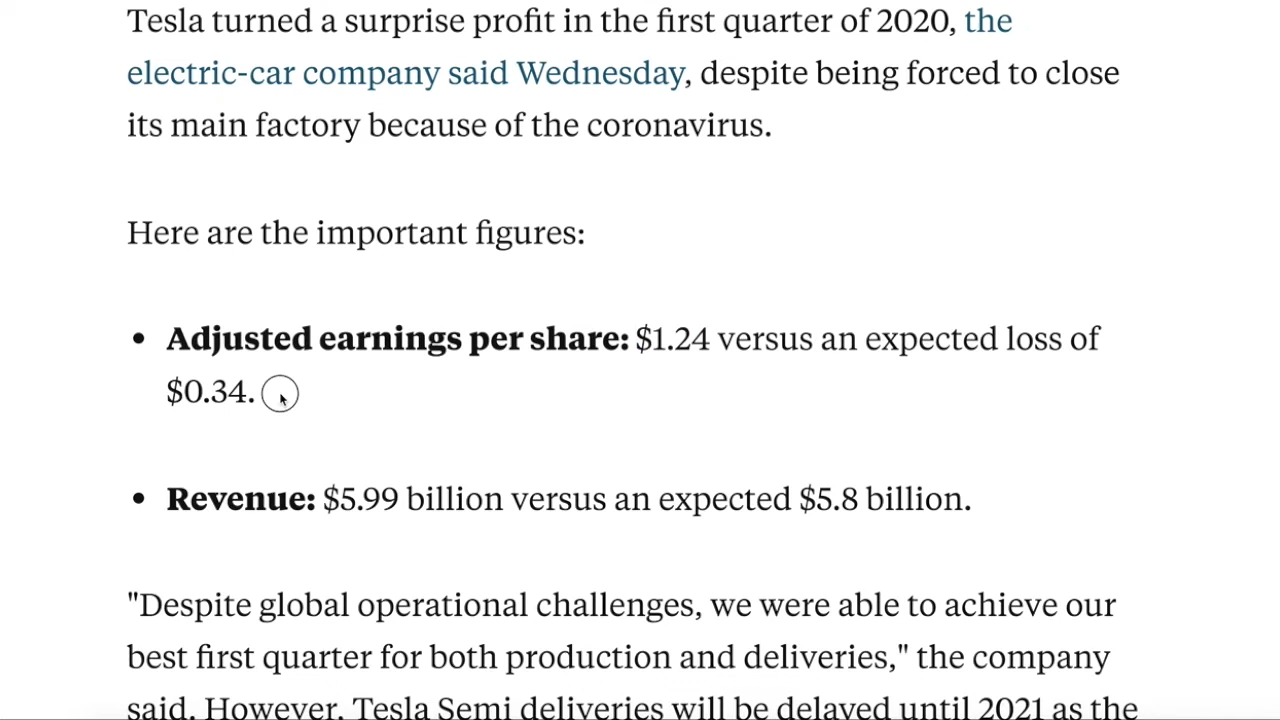 Tesla turned a surprise profit in the first quarter of 2020, the
electric-car company said Wednesday, despite being forced to close
its main factory because of the coronavirus.
Here are the important figures:
• Adjusted earnings per share: $1.24 versus an expected loss of
$0.34.
• Revenue: $5.99 billion versus an expected $5.8 billion.
"Despite global operational challenges, we were able to achieve our
best first quarter for both production and deliveries," the company
said. However, Tesla Semi deliveries will be delayed until 2021 as the